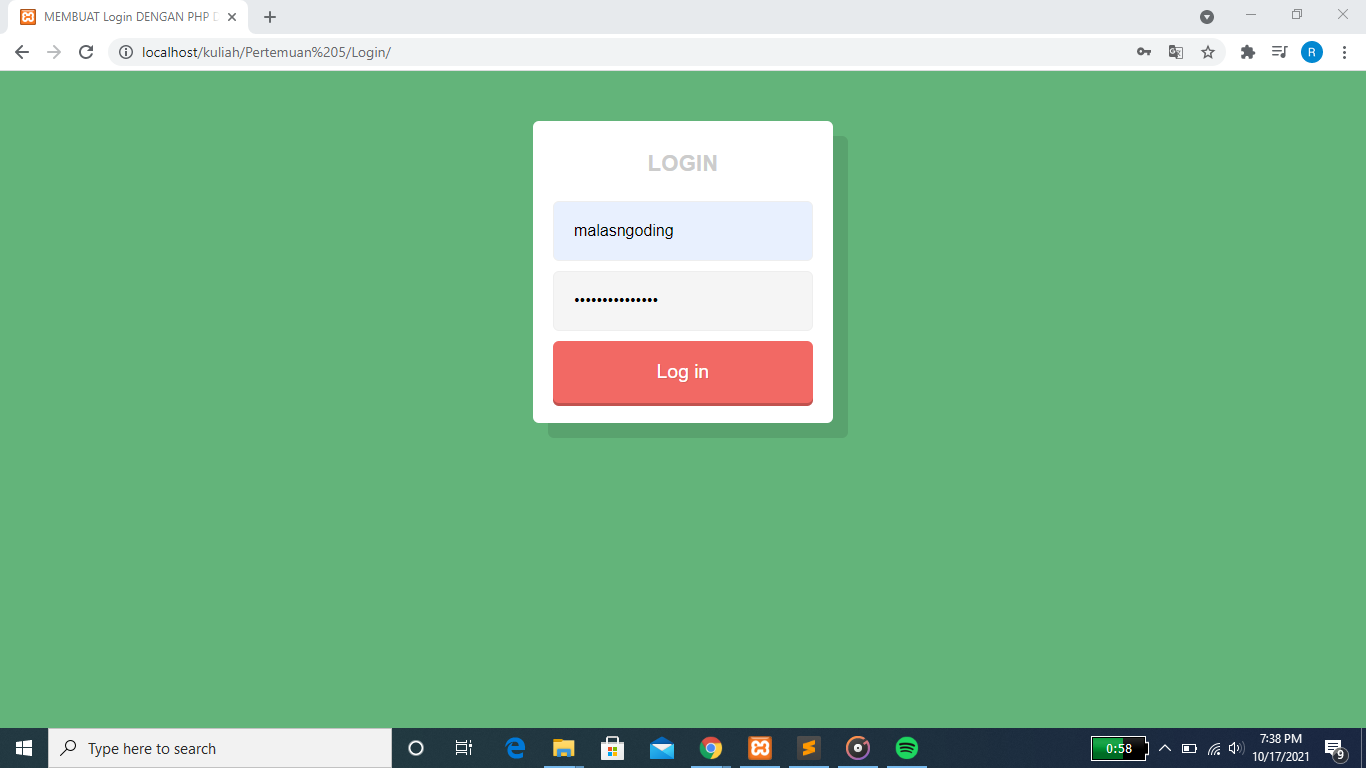 MEMBUAT Login DENGAN PHP D
localhost/kuliah/Pertemuan%205/Login/
R
LOGIN
malasngoding
•••••••••••••••
Log in
Type here to search
0:58
7:38 PM
10/17/2021
9